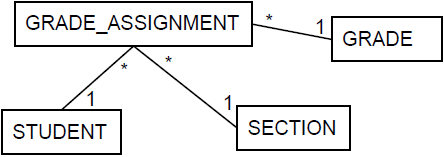 GRADE_ASSIGNMENT
*
1
GRADE
*
*
1
1
STUDENT
SECTION